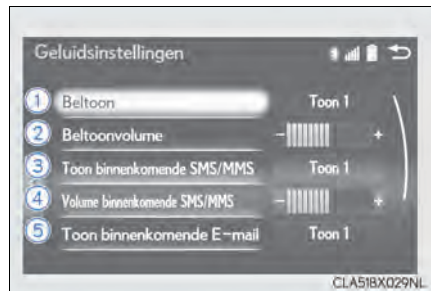 Geluidsinstellingen
1 Beltoon Toon 1
2 Beltoonvolume - +
3 Toon binnenkomende SMS/MMS Toon 1
4 Volume binnenkomende SMS/MMS - +
5 Toon binnenkomende E-mail Toon 1
CLA518X029NL